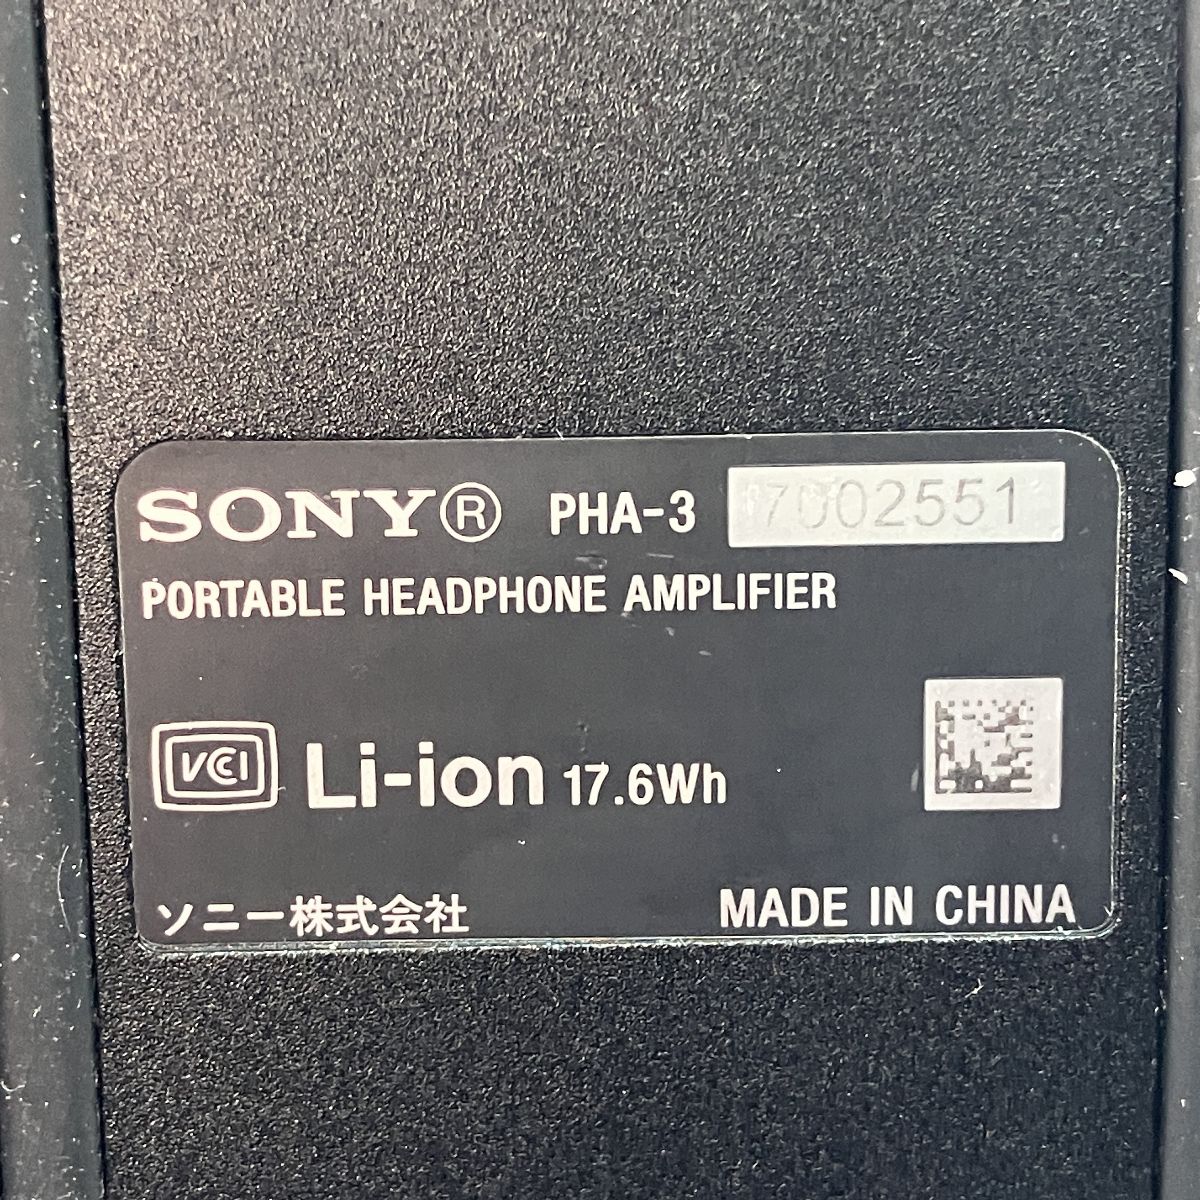 SONY® PHA-3 7002551
PORTABLE HEADPHONE AMPLIFIER
VCCI Li-ion 17.6Wh
ソニー株式会社 MADE IN CHINA